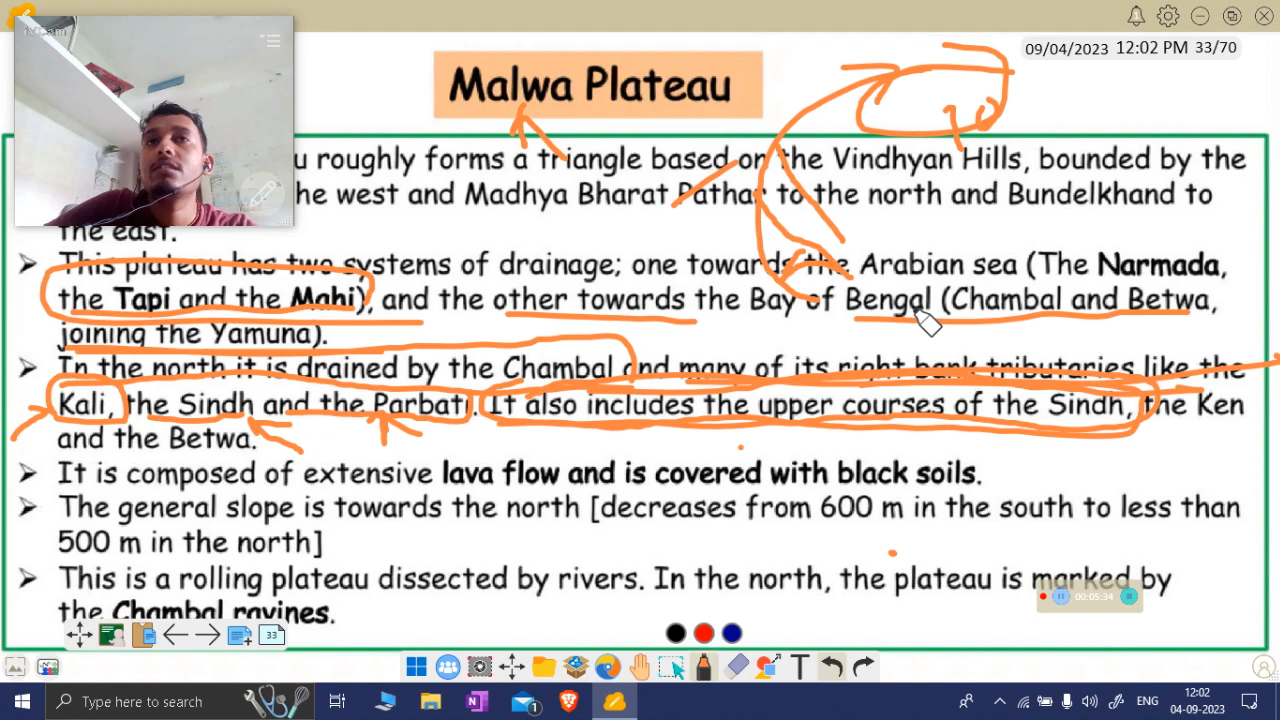 iVCam
09/04/2023 12:02 PM 33/70
Malwa Plateau
u roughly forms a triangle based on the Vindhyan Hills, bounded by the
he west and Madhya Bharat Pathar to the north and Bundelkhand to
the east.
➤ This plateau has two systems of drainage; one towards the Arabian sea (The Narmada,
the Tapi and the Mahi), and the other towards the Bay of Bengal (Chambal and Betwa,
joining the Yamuna).
➤ In the north it is drained by the Chambal and many of its right bank tributaries like the
Kali, the Sindh and the Parbati. It also includes the upper courses of the Sindh, the Ken
and the Betwa.
➤ It is composed of extensive lava flow and is covered with black soils.
➤ The general slope is towards the north [decreases from 600 m in the south to less than
500 m in the north]
➤ This is a rolling plateau dissected by rivers. In the north, the plateau is marked by
the Chambal ravines.
00:05:34
33
Type here to search
1
ENG
12:02
04-09-2023